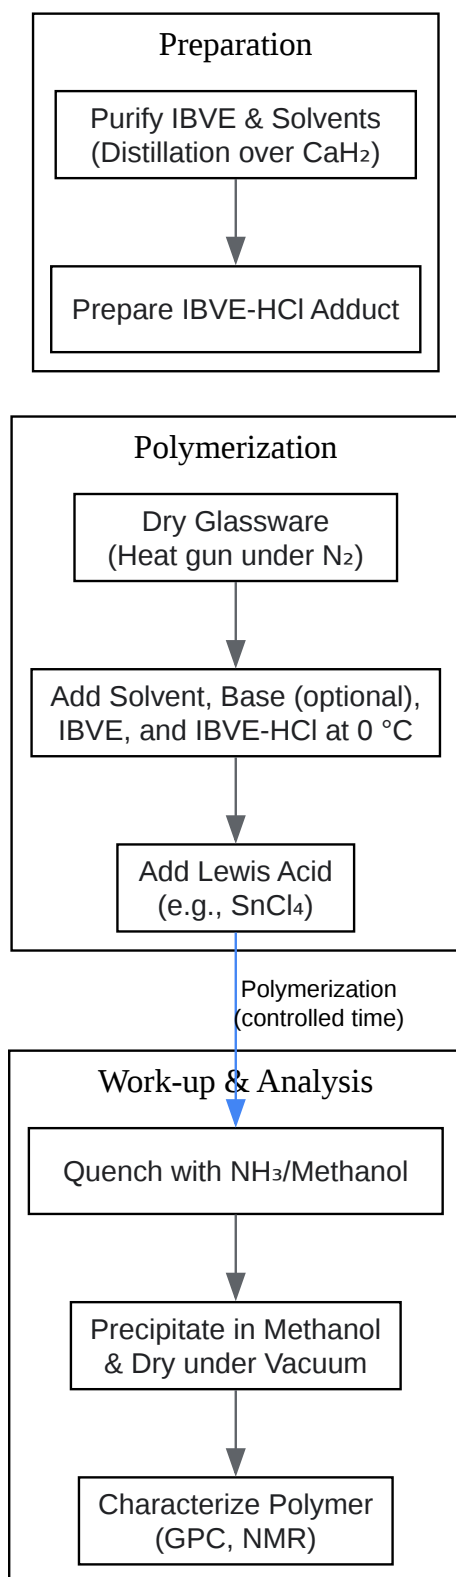 Preparation
Purify IBVE & Solvents
(Distillation over CaH₂)
Prepare IBVE-HCl Adduct
Polymerization
Dry Glassware
(Heat gun under N₂)
Add Solvent, Base (optional),
IBVE, and IBVE-HCl at 0 °C
Add Lewis Acid
(e.g., SnCl₄)
Polymerization
(controlled time)
Work-up & Analysis
Quench with NH₃/Methanol
Precipitate in Methanol
& Dry under Vacuum
Characterize Polymer
(GPC, NMR)